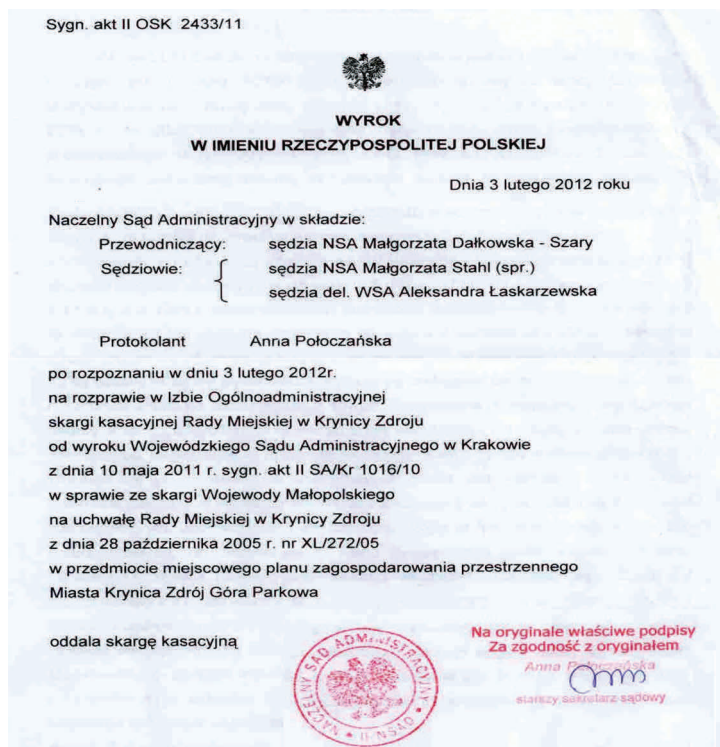 Sygn. akt II OSK 2433/11
WYROK
W IMIENIU RZECZYPOSPOLITEJ POLSKIEJ
Dnia 3 lutego 2012 roku
Naczelny Sąd Administracyjny w składzie:
Przewodniczący: sędzia NSA Małgorzata Dałkowska - Szary
Sędziowie: sędzia NSA Małgorzata Stahl (spr.)
sędzia del. WSA Aleksandra Łaskarzewska
Protokolant Anna Połoczańska
po rozpoznaniu w dniu 3 lutego 2012r.
na rozprawie w Izbie Ogólnoadministracyjnej
skargi kasacyjnej Rady Miejskiej w Krynicy Zdroju
od wyroku Wojewódzkiego Sądu Administracyjnego w Krakowie
z dnia 10 maja 2011 r. sygn. akt II SA/Kr 1016/10
w sprawie ze skargi Wojewody Małopolskiego
na uchwałę Rady Miejskiej w Krynicy Zdroju
z dnia 28 października 2005 r. nr XL/272/05
w przedmiocie miejscowego planu zagospodarowania przestrzennego
Miasta Krynica Zdrój Góra Parkowa
oddala skargę kasacyjną
NACZELNY SĄD ADMINISTRACYJNY
Na oryginale właściwe podpisy
Za zgodność z oryginałem
Anna Połoczańska
starszy sekretarz sądowy